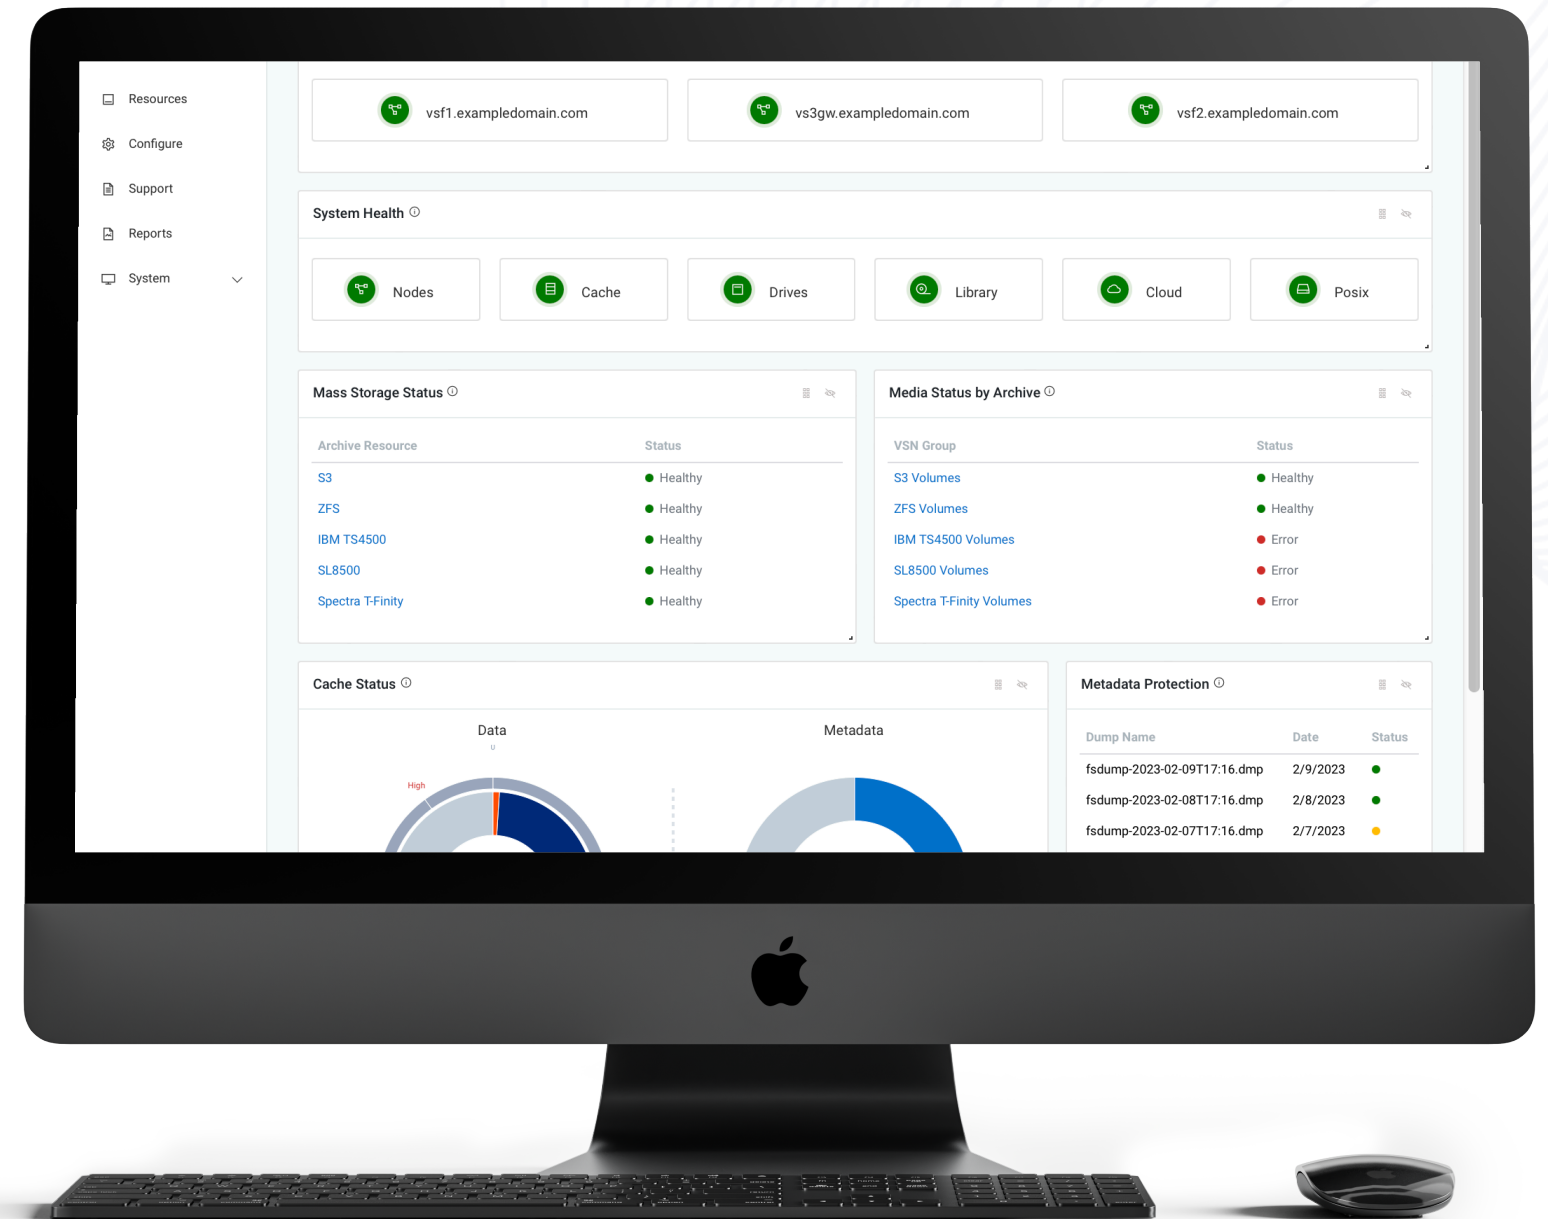 Resources
Configure
Support
Reports
System
vsf1.exampledomain.com
vs3gw.exampledomain.com
vsf2.exampledomain.com
System Health
Nodes
Cache
Drives
Library
Cloud
Posix
Mass Storage Status
Archive Resource Status
S3 Healthy
ZFS Healthy
IBM TS4500 Healthy
SL8500 Healthy
Spectra T-Finity Healthy
Media Status by Archive
VSN Group Status
S3 Volumes Healthy
ZFS Volumes Healthy
IBM TS4500 Volumes Error
SL8500 Volumes Error
Spectra T-Finity Volumes Error
Cache Status
Data
High
Metadata
Metadata Protection
Dump Name Date Status
fsdump-2023-02-09T17:16.dmp 2/9/2023
fsdump-2023-02-08T17:16.dmp 2/8/2023
fsdump-2023-02-07T17:16.dmp 2/7/2023